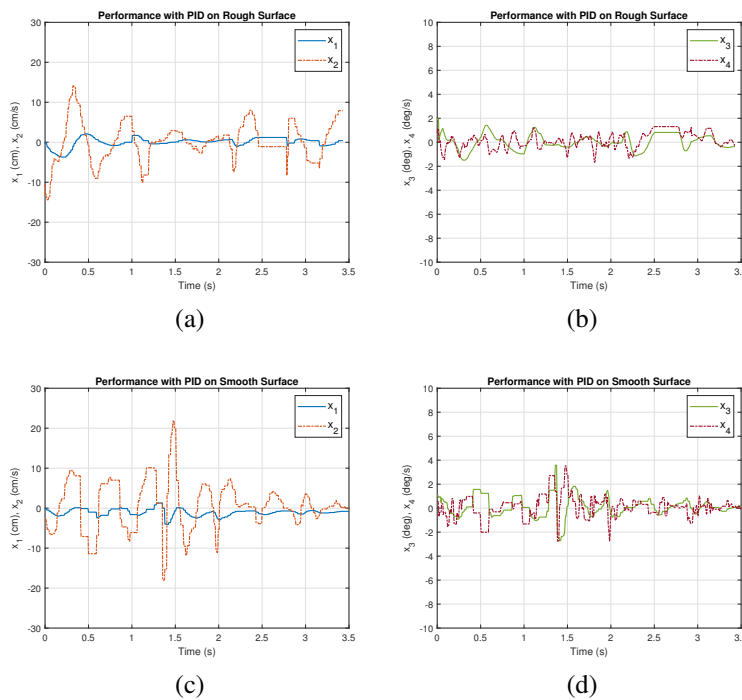 Performance with PID on Rough Surface
x1 (cm), x2 (cm/s)
30
20
10
0
-10
-20
-30
x1
x2
0 0.5 1 1.5 2 2.5 3 3.5
Time (s)
(a)
Performance with PID on Rough Surface
x3 (deg), x4 (deg/s)
10
8
6
4
2
0
-2
-4
-6
-8
-10
x3
x4
0 0.5 1 1.5 2 2.5 3 3.
Time (s)
(b)
Performance with PID on Smooth Surface
x1 (cm), x2 (cm/s)
30
20
10
0
-10
-20
-30
x1
x2
0 0.5 1 1.5 2 2.5 3 3.5
Time (s)
(c)
Performance with PID on Smooth Surface
x3 (deg), x4 (deg/s)
10
8
6
4
2
0
-2
-4
-6
-8
-10
x3
x4
0 0.5 1 1.5 2 2.5 3 3.
Time (s)
(d)